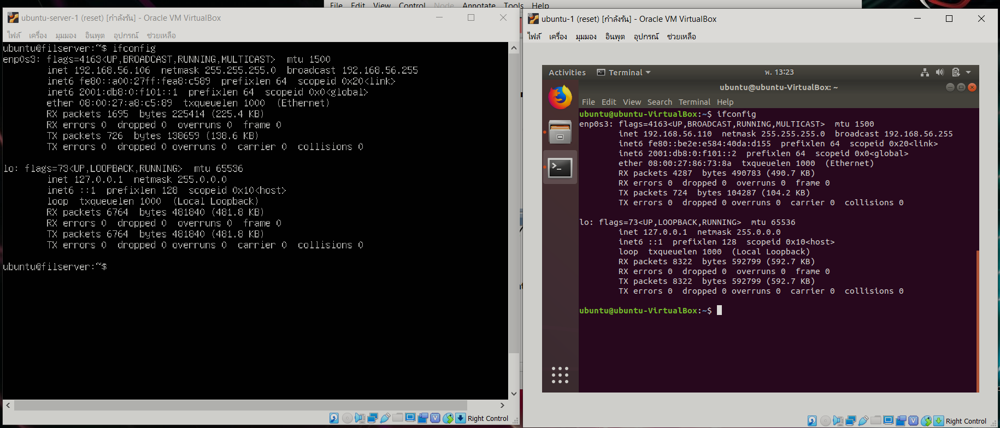 File Edit View Control Node Annotate Tools Help
ubuntu-server-1 (reset) [กำลังรัน] - Oracle VM VirtualBox
ไฟล์ เครื่อง มุมมอง อินพุต อุปกรณ์ ช่วยเหลือ
ubuntu@filserver:~$ ifconfig
enp0s3: flags=4163<UP,BROADCAST,RUNNING,MULTICAST> mtu 1500
inet 192.168.56.106 netmask 255.255.255.0 broadcast 192.168.56.255
inet6 fe80::a00:27ff:fea8:c589 prefixlen 64 scopeid 0x20<link>
inet6 2001:db8:0:f101::1 prefixlen 64 scopeid 0x0<global>
ether 08:00:27:a8:c5:89 txqueuelen 1000 (Ethernet)
RX packets 1695 bytes 225414 (225.4 KB)
RX errors 0 dropped 0 overruns 0 frame 0
TX packets 726 bytes 138659 (138.6 KB)
TX errors 0 dropped 0 overruns 0 carrier 0 collisions 0
lo: flags=73<UP,LOOPBACK,RUNNING> mtu 65536
inet 127.0.0.1 netmask 255.0.0.0
inet6 ::1 prefixlen 128 scopeid 0x10<host>
loop txqueuelen 1000 (Local Loopback)
RX packets 6764 bytes 481840 (481.8 KB)
RX errors 0 dropped 0 overruns 0 frame 0
TX packets 6764 bytes 481840 (481.8 KB)
TX errors 0 dropped 0 overruns 0 carrier 0 collisions 0
ubuntu@filserver:~$
Right Control
ubuntu-1 (reset) [กำลังรัน] - Oracle VM VirtualBox
ไฟล์ เครื่อง มุมมอง อินพุต อุปกรณ์ ช่วยเหลือ
Activities Terminal พ. 13:23
ubuntu@ubuntu-VirtualBox: ~
File Edit View Search Terminal Help
ubuntu@ubuntu-VirtualBox:~$ ifconfig
enp0s3: flags=4163<UP,BROADCAST,RUNNING,MULTICAST> mtu 1500
inet 192.168.56.110 netmask 255.255.255.0 broadcast 192.168.56.255
inet6 fe80::be2e:e584:40da:d155 prefixlen 64 scopeid 0x20<link>
inet6 2001:db8:0:f101::2 prefixlen 64 scopeid 0x0<global>
ether 08:00:27:86:73:8a txqueuelen 1000 (Ethernet)
RX packets 4287 bytes 490783 (490.7 KB)
RX errors 0 dropped 0 overruns 0 frame 0
TX packets 724 bytes 104287 (104.2 KB)
TX errors 0 dropped 0 overruns 0 carrier 0 collisions 0
lo: flags=73<UP,LOOPBACK,RUNNING> mtu 65536
inet 127.0.0.1 netmask 255.0.0.0
inet6 ::1 prefixlen 128 scopeid 0x10<host>
loop txqueuelen 1000 (Local Loopback)
RX packets 8322 bytes 592799 (592.7 KB)
RX errors 0 dropped 0 overruns 0 frame 0
TX packets 8322 bytes 592799 (592.7 KB)
TX errors 0 dropped 0 overruns 0 carrier 0 collisions 0
ubuntu@ubuntu-VirtualBox:~$
Right Control